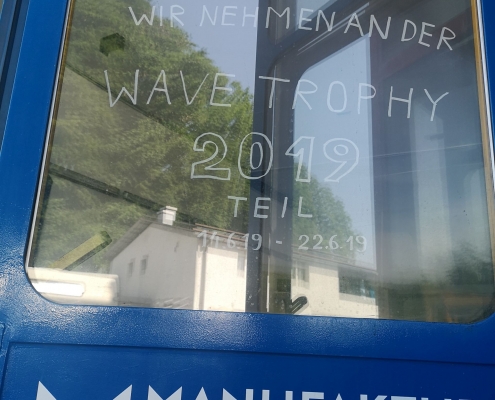 WIR NEHMEN AN DER
WAVE TROPHY
2019
TEIL
14.6.19 - 22.6.19